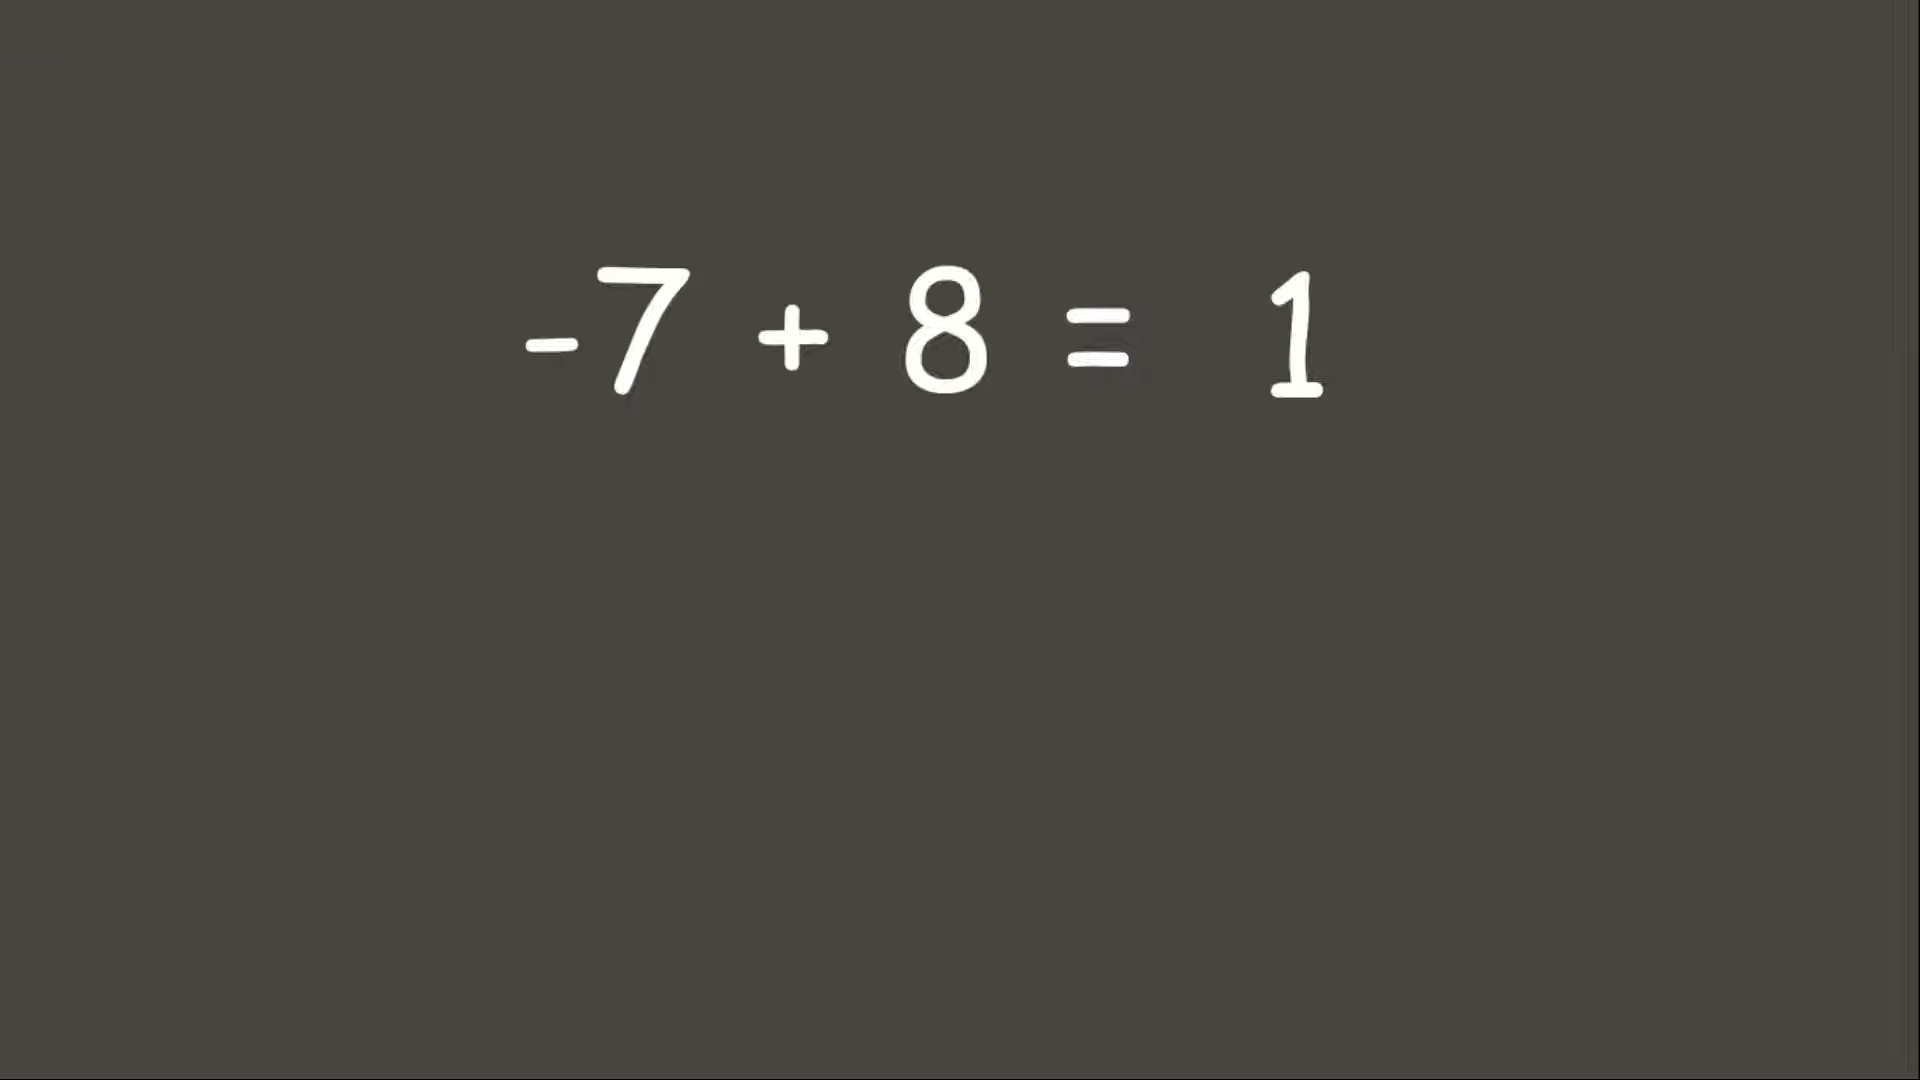 -7 + 8 = 1